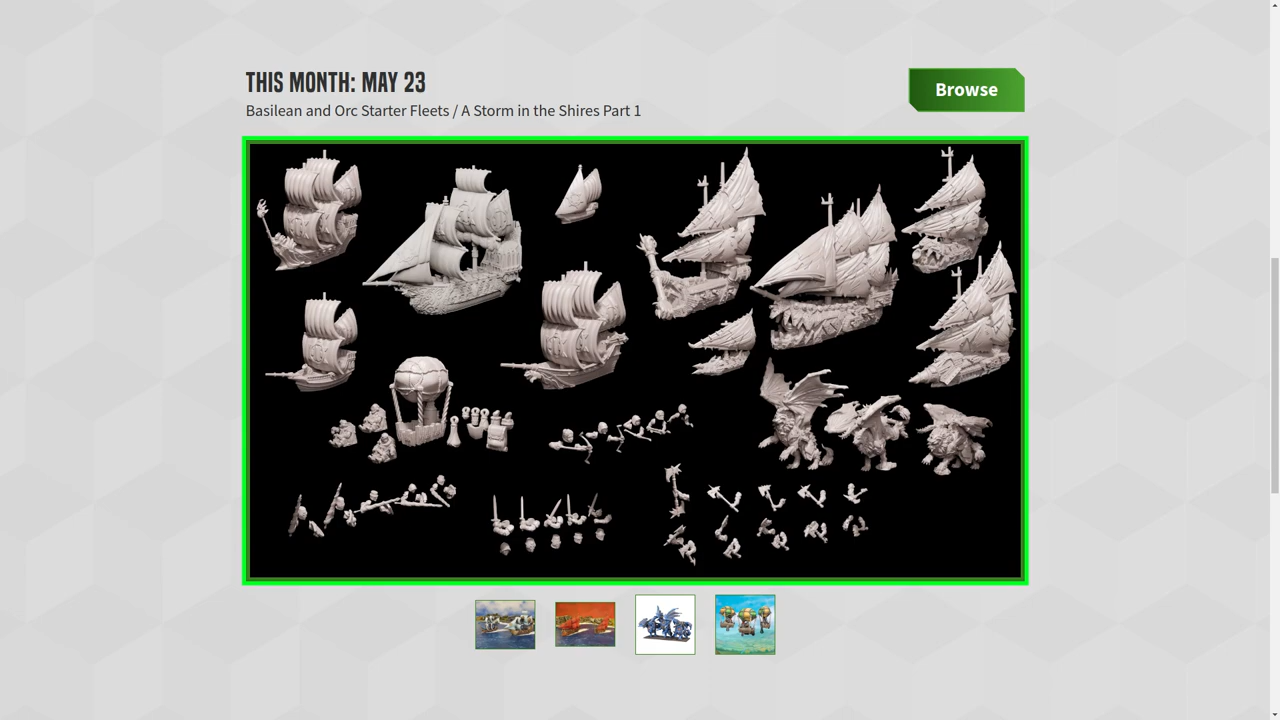 THIS MONTH: MAY 23
Browse
Basilean and Orc Starter Fleets / A Storm in the Shires Part 1